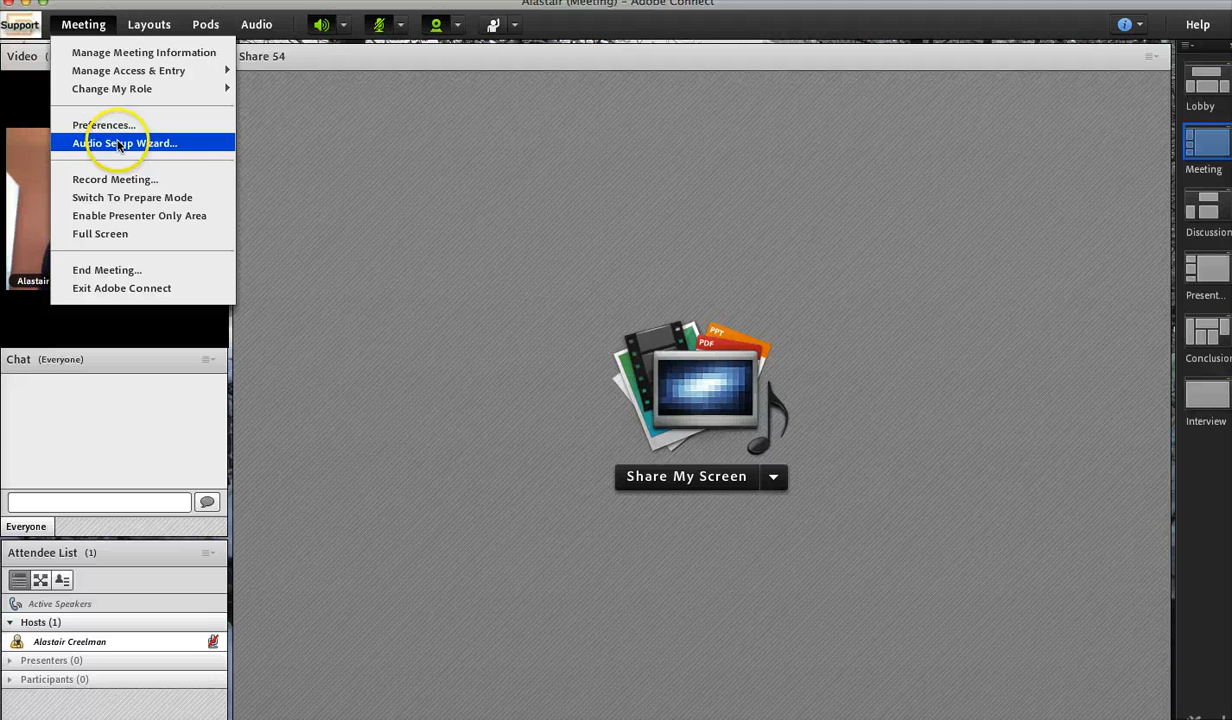 Alastair (Meeting) - Adobe Connect
Support Meeting Layouts Pods Audio Help
Video
Share 54
Manage Meeting Information
Manage Access & Entry
Change My Role
Preferences...
Audio Setup Wizard...
Record Meeting...
Switch To Prepare Mode
Enable Presenter Only Area
Full Screen
End Meeting...
Exit Adobe Connect
Alastair
Lobby
Meeting
Discussion
Present...
Conclusion
Interview
PPT
PDF
Share My Screen
Chat (Everyone)
Everyone
Attendee List (1)
Active Speakers
Hosts (1)
Alastair Creelman
Presenters (0)
Participants (0)